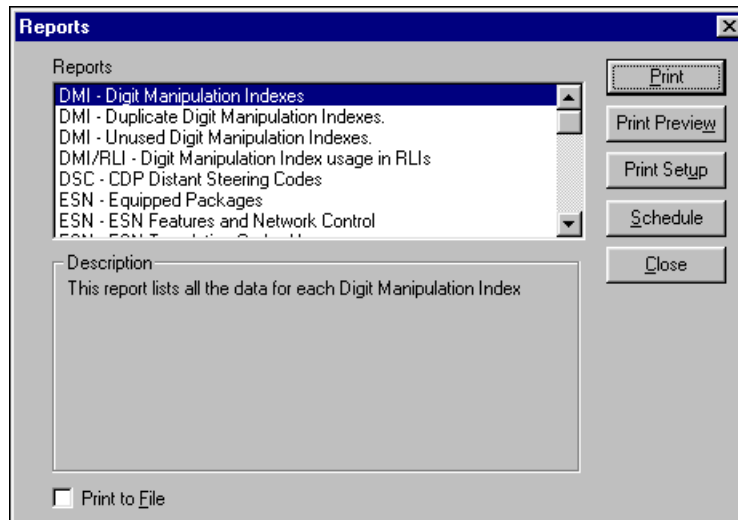 Reports
Reports
DMI - Digit Manipulation Indexes
DMI - Duplicate Digit Manipulation Indexes.
DMI - Unused Digit Manipulation Indexes.
DMI/RLI - Digit Manipulation Index usage in RLIs
DSC - CDP Distant Steering Codes
ESN - Equipped Packages
ESN - ESN Features and Network Control
Print
Print Preview
Print Setup
Schedule
Close
Description
This report lists all the data for each Digit Manipulation Index
Print to File